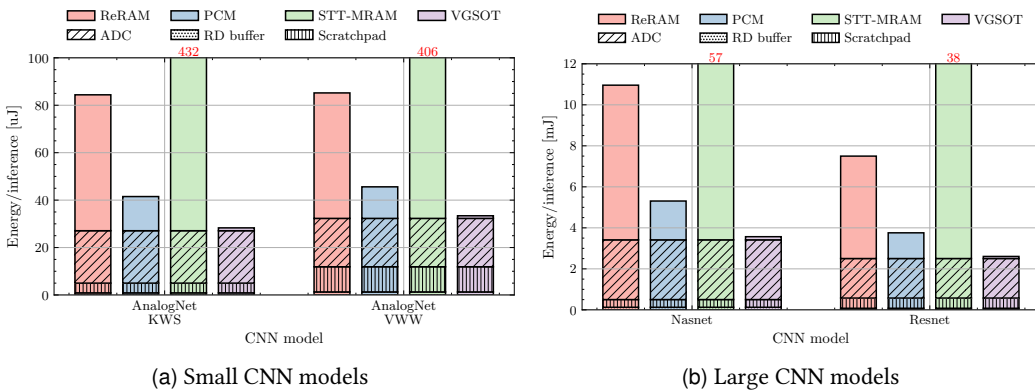 ReRAM PCM STT-MRAM VGSOT
ADC RD buffer Scratchpad
432 406
100
80
60
40
20
0
Energy/inference [uJ]
AnalogNet KWS
AnalogNet VWW
CNN model
(a) Small CNN models
ReRAM PCM STT-MRAM VGSOT
ADC RD buffer Scratchpad
57 38
12
10
8
6
4
2
0
Energy/inference [mJ]
Nasnet Resnet
CNN model
(b) Large CNN models